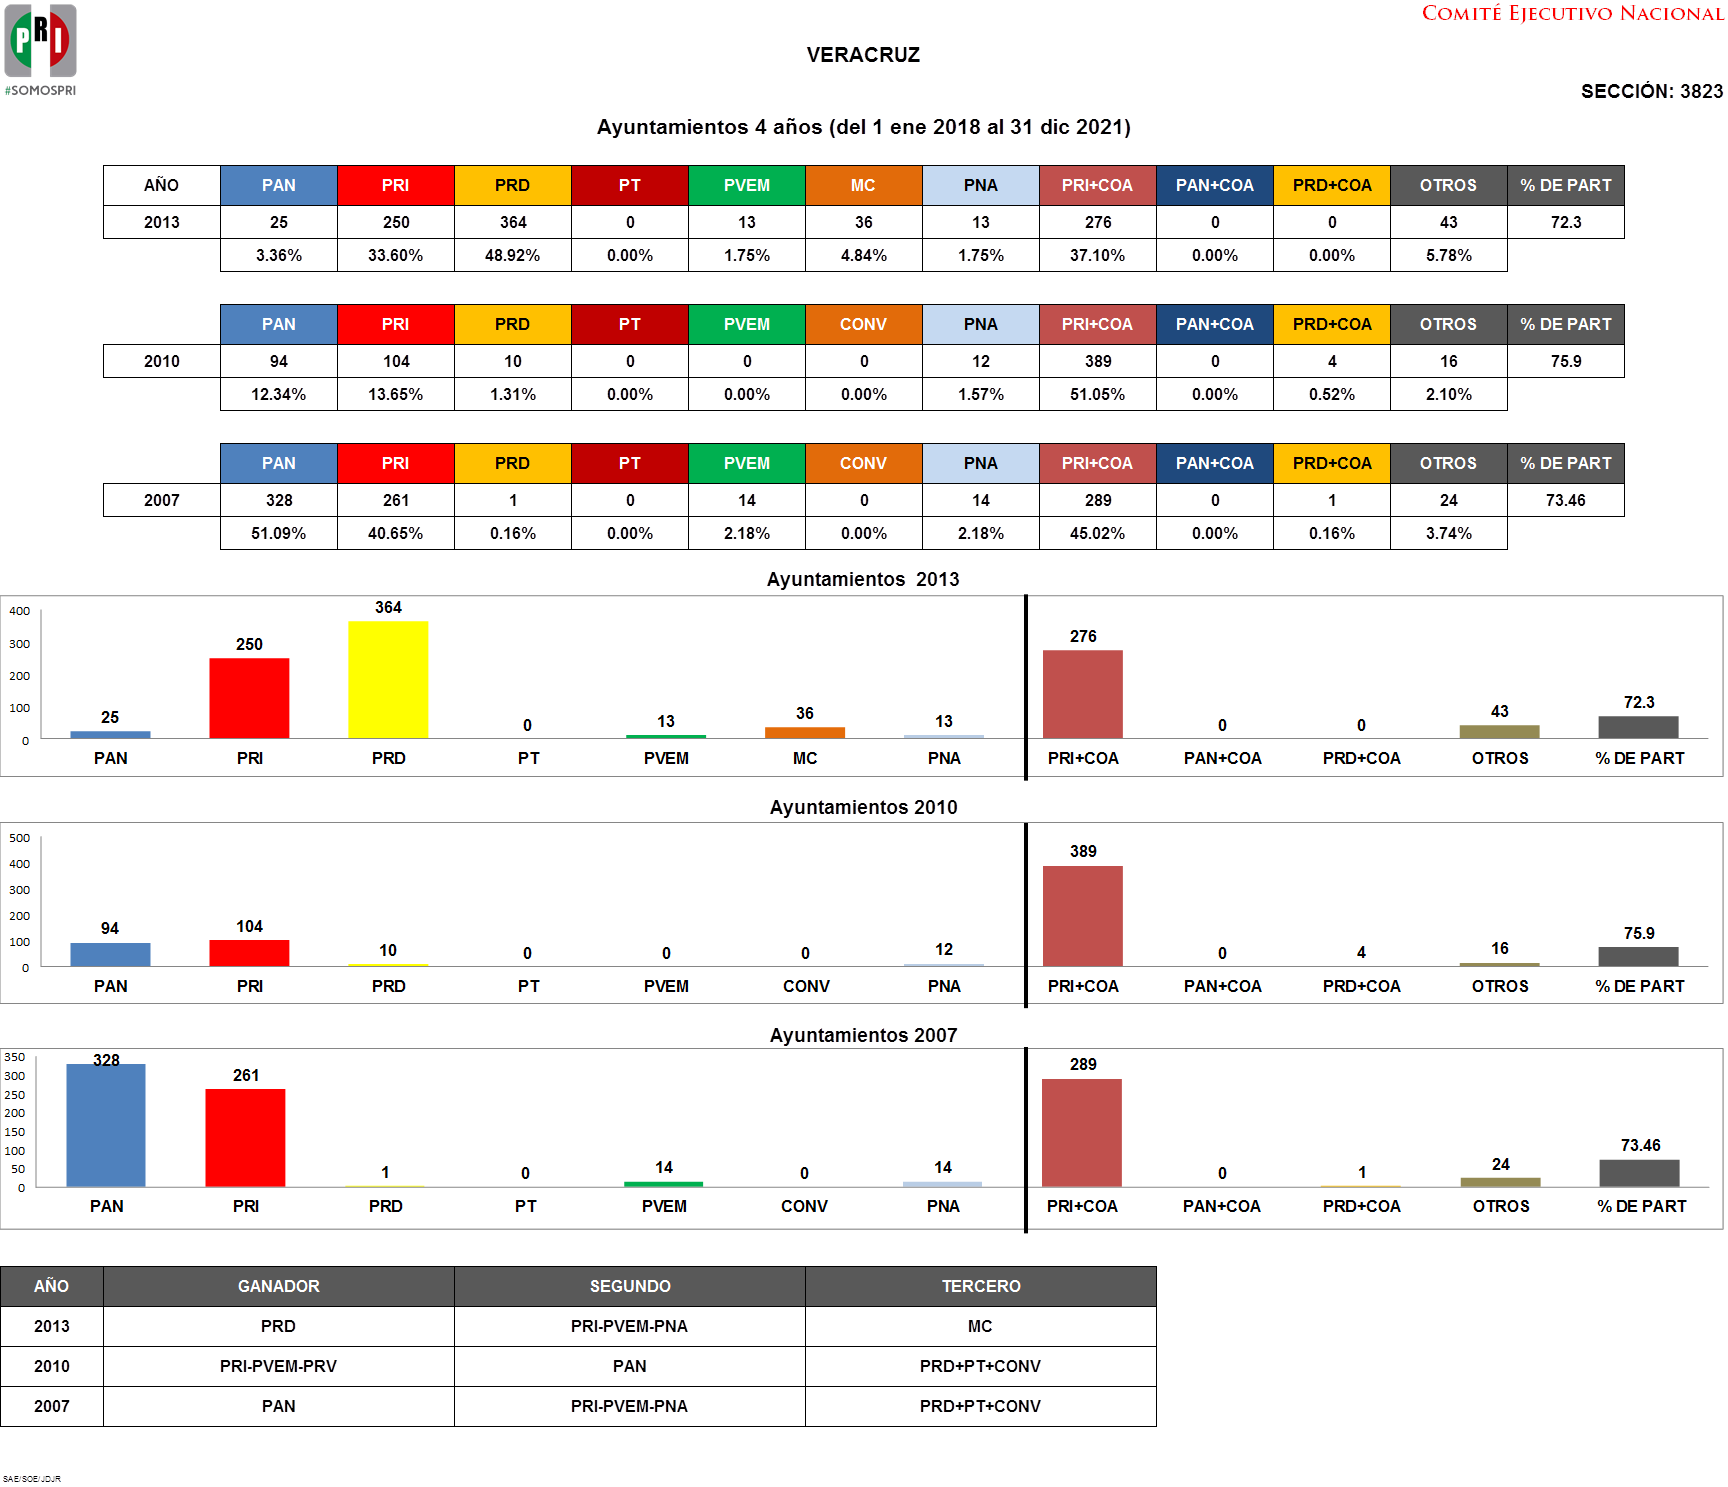 PRI
#SOMOSPRI
COMITÉ EJECUTIVO NACIONAL
VERACRUZ
SECCIÓN: 3823
Ayuntamientos 4 años (del 1 ene 2018 al 31 dic 2021)
AÑO PAN PRI PRD PT PVEM MC PNA PRI+COA PAN+COA PRD+COA OTROS % DE PART
2013 25 250 364 0 13 36 13 276 0 0 43 72.3
3.36% 33.60% 48.92% 0.00% 1.75% 4.84% 1.75% 37.10% 0.00% 0.00% 5.78%
PAN PRI PRD PT PVEM CONV PNA PRI+COA PAN+COA PRD+COA OTROS % DE PART
2010 94 104 10 0 0 0 12 389 0 4 16 75.9
12.34% 13.65% 1.31% 0.00% 0.00% 0.00% 1.57% 51.05% 0.00% 0.52% 2.10%
PAN PRI PRD PT PVEM CONV PNA PRI+COA PAN+COA PRD+COA OTROS % DE PART
2007 328 261 1 0 14 0 14 289 0 1 24 73.46
51.09% 40.65% 0.16% 0.00% 2.18% 0.00% 2.18% 45.02% 0.00% 0.16% 3.74%
Ayuntamientos 2013
400
300
200
100
0
25 250 364 0 13 36 13 276 0 0 43 72.3
PAN PRI PRD PT PVEM MC PNA PRI+COA PAN+COA PRD+COA OTROS % DE PART
Ayuntamientos 2010
500
400
300
200
100
0
94 104 10 0 0 0 12 389 0 4 16 75.9
PAN PRI PRD PT PVEM CONV PNA PRI+COA PAN+COA PRD+COA OTROS % DE PART
Ayuntamientos 2007
350
300
250
200
150
100
50
0
328 261 1 0 14 0 14 289 0 1 24 73.46
PAN PRI PRD PT PVEM CONV PNA PRI+COA PAN+COA PRD+COA OTROS % DE PART
AÑO GANADOR SEGUNDO TERCERO
2013 PRD PRI-PVEM-PNA MC
2010 PRI-PVEM-PRV PAN PRD+PT+CONV
2007 PAN PRI-PVEM-PNA PRD+PT+CONV
SAE/SOE/JDJR